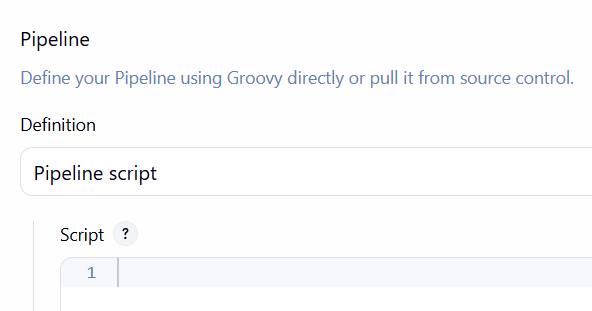 Pipeline
Define your Pipeline using Groovy directly or pull it from source control.
Definition
Pipeline script
Script ?
1